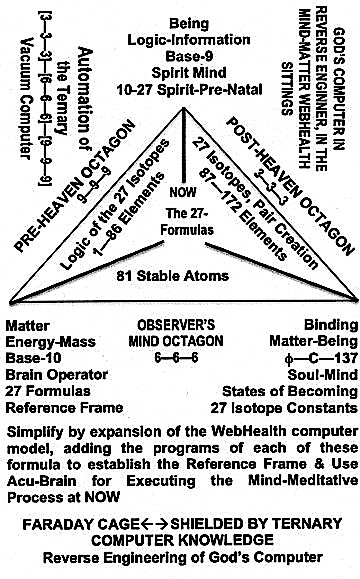 Being
Logic-Information
Base-9
Spirit Mind
10-27 Spirit-Pre-Natal
Automation of
the Ternary
Vacuum Computer
[3—3—3]—[6—6—6]—[9—9—9]
GOD'S COMPUTER IN
REVERSE ENGINNER, IN THE
MIND-MATTER WEBHEALTH
SITTINGS
PRE-HEAVEN OCTAGON
9—9—9
Logic of the 27 Isotopes
1—86 Elements
POST-HEAVEN OCTAGON
3—3—3
27 Isotopes, Pair Creation
87—172 Elements
NOW
The 27-
Formulas
81 Stable Atoms
Matter
Energy-Mass
Base-10
Brain Operator
27 Formulas
Reference Frame
OBSERVER'S
MIND OCTAGON
6—6—6
Binding
Matter-Being
ϕ—C—137
Soul-Mind
States of Becoming
27 Isotope Constants
Simplify by expansion of the WebHealth computer
model, adding the programs of each of these
formula to establish the Reference Frame & Use
Acu-Brain for Executing the Mind-Meditative
Process at NOW
FARADAY CAGE←→SHIELDED BY TERNARY
COMPUTER KNOWLEDGE
Reverse Engineering of God's Computer